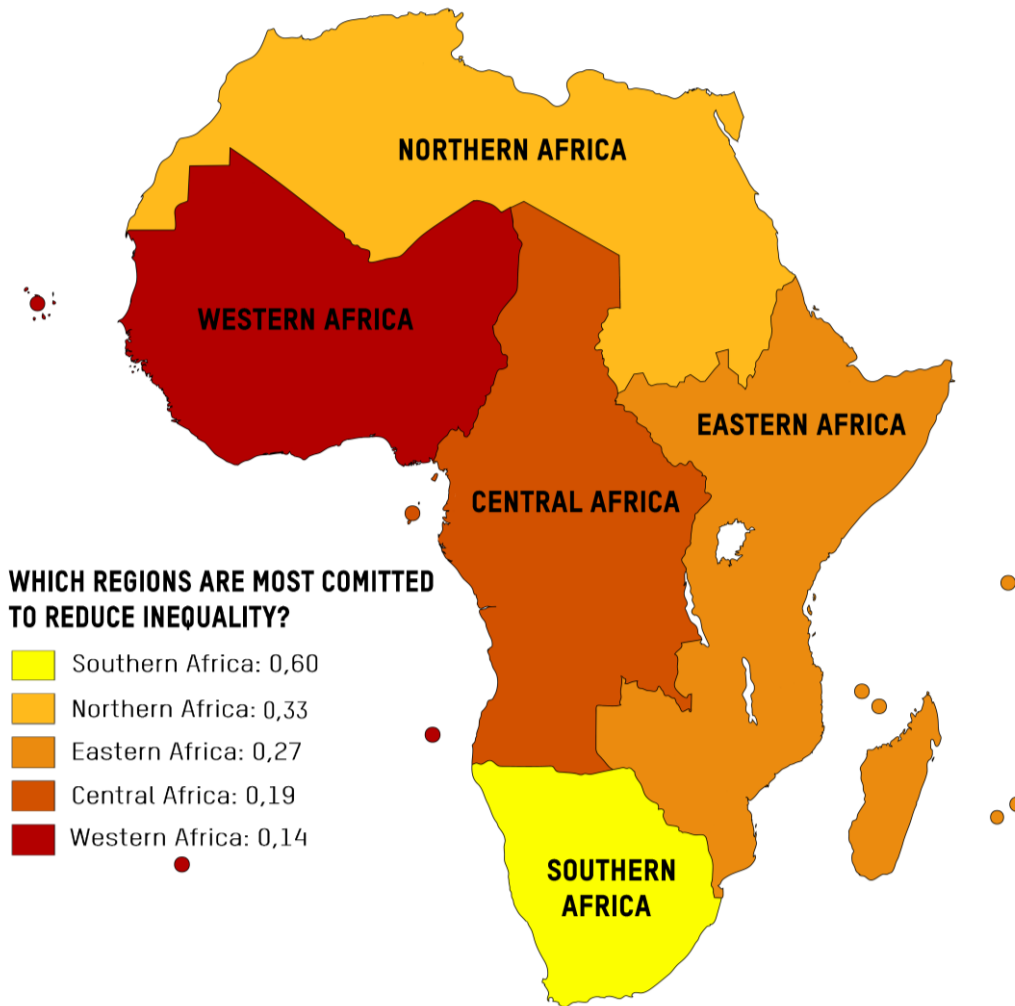 NORTHERN AFRICA
WESTERN AFRICA
EASTERN AFRICA
CENTRAL AFRICA
WHICH REGIONS ARE MOST COMITTED
TO REDUCE INEQUALITY?
Southern Africa: 0,60
Northern Africa: 0,33
Eastern Africa: 0,27
Central Africa: 0,19
Western Africa: 0,14
SOUTHERN
AFRICA